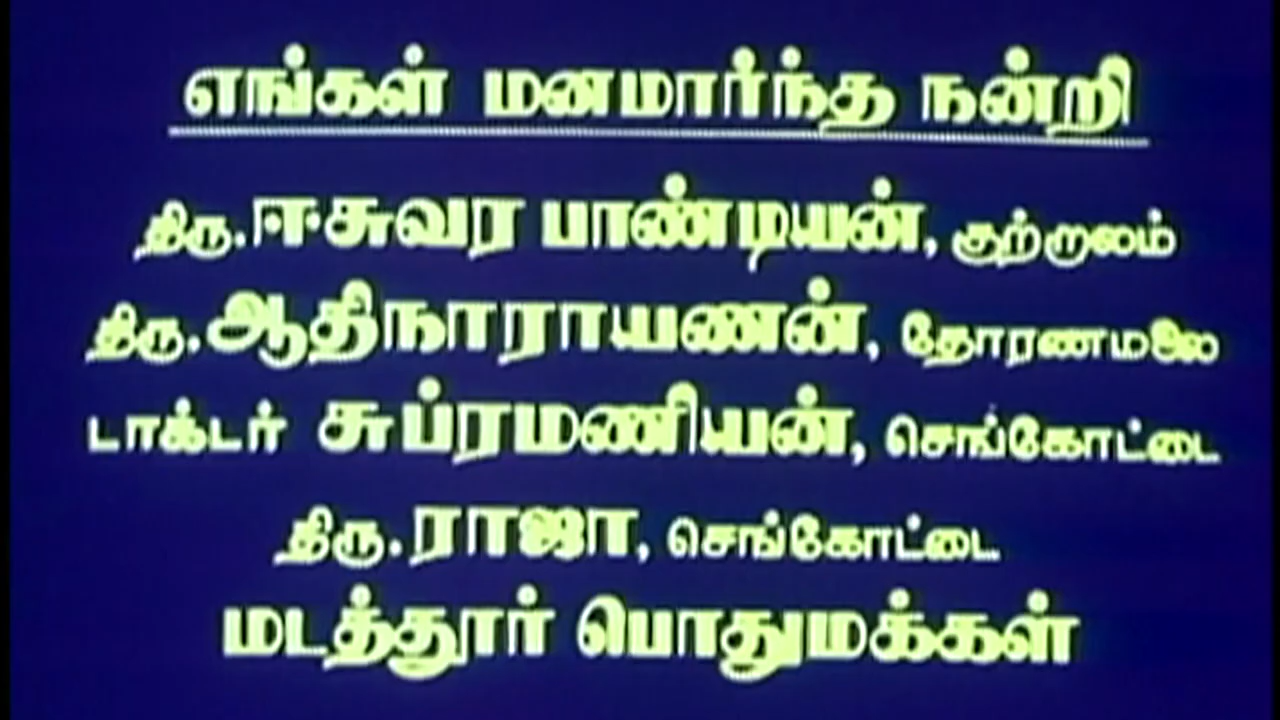 எங்கள் மனமார்ந்த நன்றி
திரு.ஈசுவர பாண்டியன், குற்றாலம்
திரு.ஆதிநாராயணன், தோரணமலை
டாக்டர் சுப்ரமணியன், செங்கோட்டை
திரு.ராஜா, செங்கோட்டை
மடத்தூர் பொதுமக்கள்